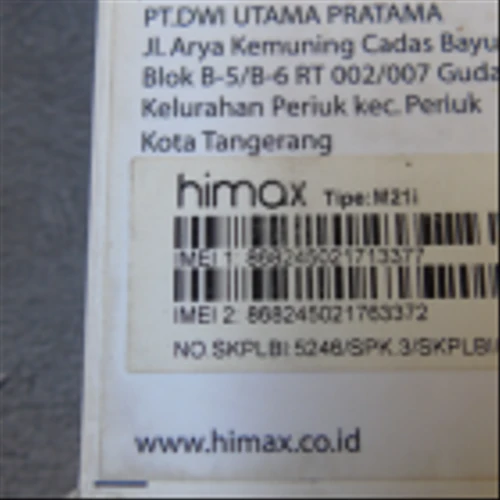 PT.DWI UTAMA PRATAMA
Jl. Arya Kemuning Cadas Bayu
Blok B-5/B-6 RT 002/007 Guda
Kelurahan Periuk kec. Periuk
Kota Tangerang
himax Tipe:M21i
IMEI 1: 868245021713377
IMEI 2: 868245021763372
NO.SKPLBI:5246/SPK.3/SKPLBI/
www.himax.co.id